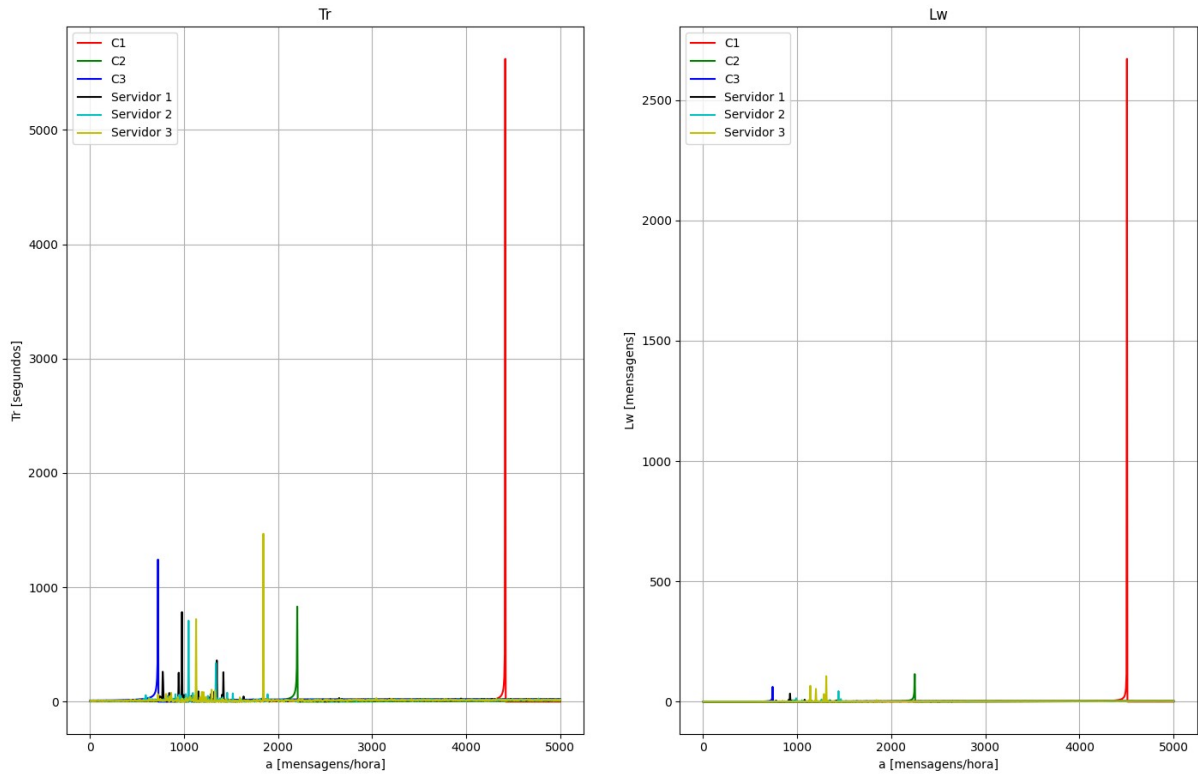 Tr
C1
C2
C3
Servidor 1
Servidor 2
Servidor 3
Tr [segundos]
5000
4000
3000
2000
1000
0
0 1000 2000 3000 4000 5000
a [mensagens/hora]
Lw
C1
C2
C3
Servidor 1
Servidor 2
Servidor 3
Lw [mensagens]
2500
2000
1500
1000
500
0
0 1000 2000 3000 4000 5000
a [mensagens/hora]